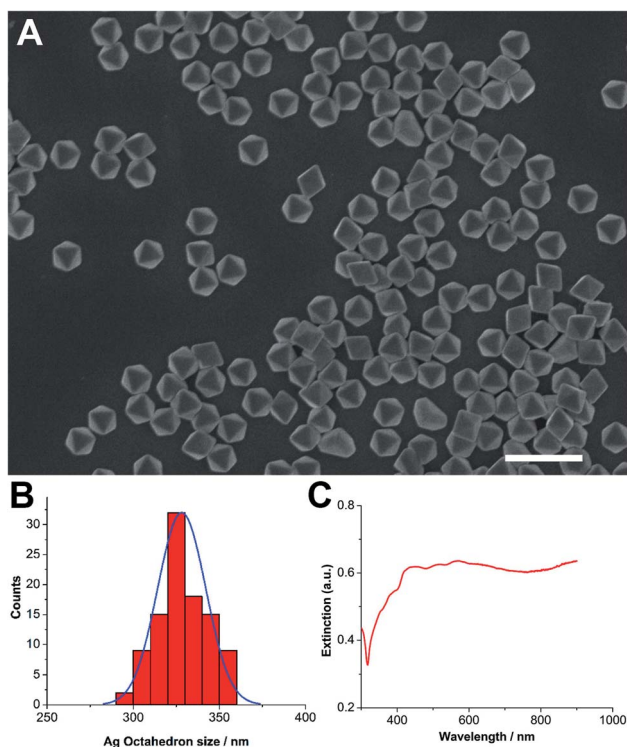 A
B
C
30
25
20
15
10
5
0
Counts
250
300
350
400
Ag Octahedron size / nm
0.8
0.6
0.4
0.2
Extinction (a.u.)
400
600
800
1000
Wavelength / nm